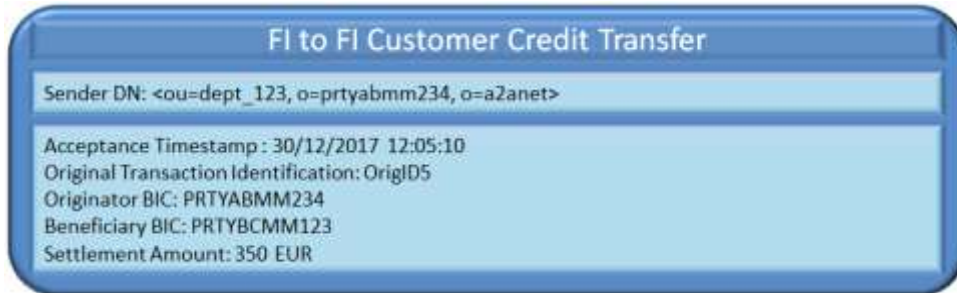 FI to FI Customer Credit Transfer
Sender DN: <ou=dept_123, o=prtyabmm234, o=a2anet>
Acceptance Timestamp : 30/12/2017 12:05:10
Original Transaction Identification: OrigID5
Originator BIC: PRTYABMM234
Beneficiary BIC: PRTYBCMM123
Settlement Amount: 350 EUR